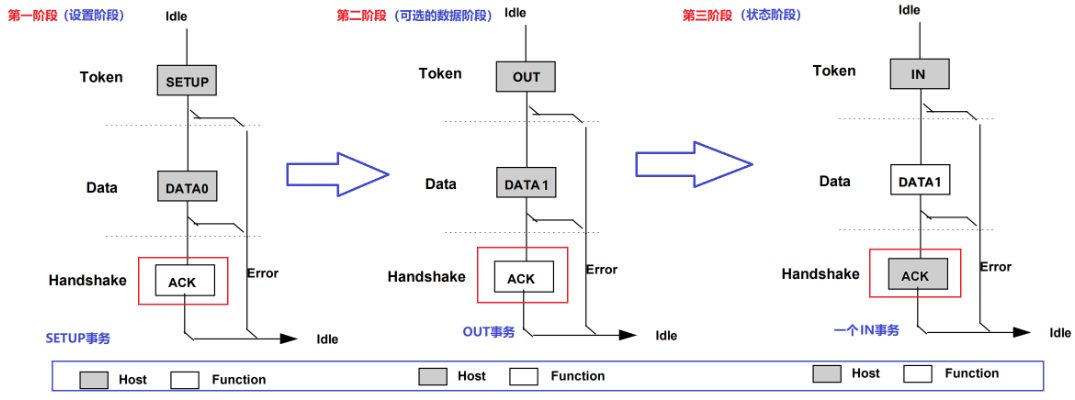 第一阶段（设置阶段）
Idle
Token
SETUP
Data
DATA0
Handshake
ACK
Error
SETUP事务
Idle
第二阶段（可选的数据阶段）
Idle
Token
OUT
Data
DATA1
Handshake
ACK
Error
OUT事务
Idle
第三阶段（状态阶段）
Idle
Token
IN
Data
DATA1
Handshake
ACK
Error
一个IN事务
Idle
Host Function
Host Function
Host Function